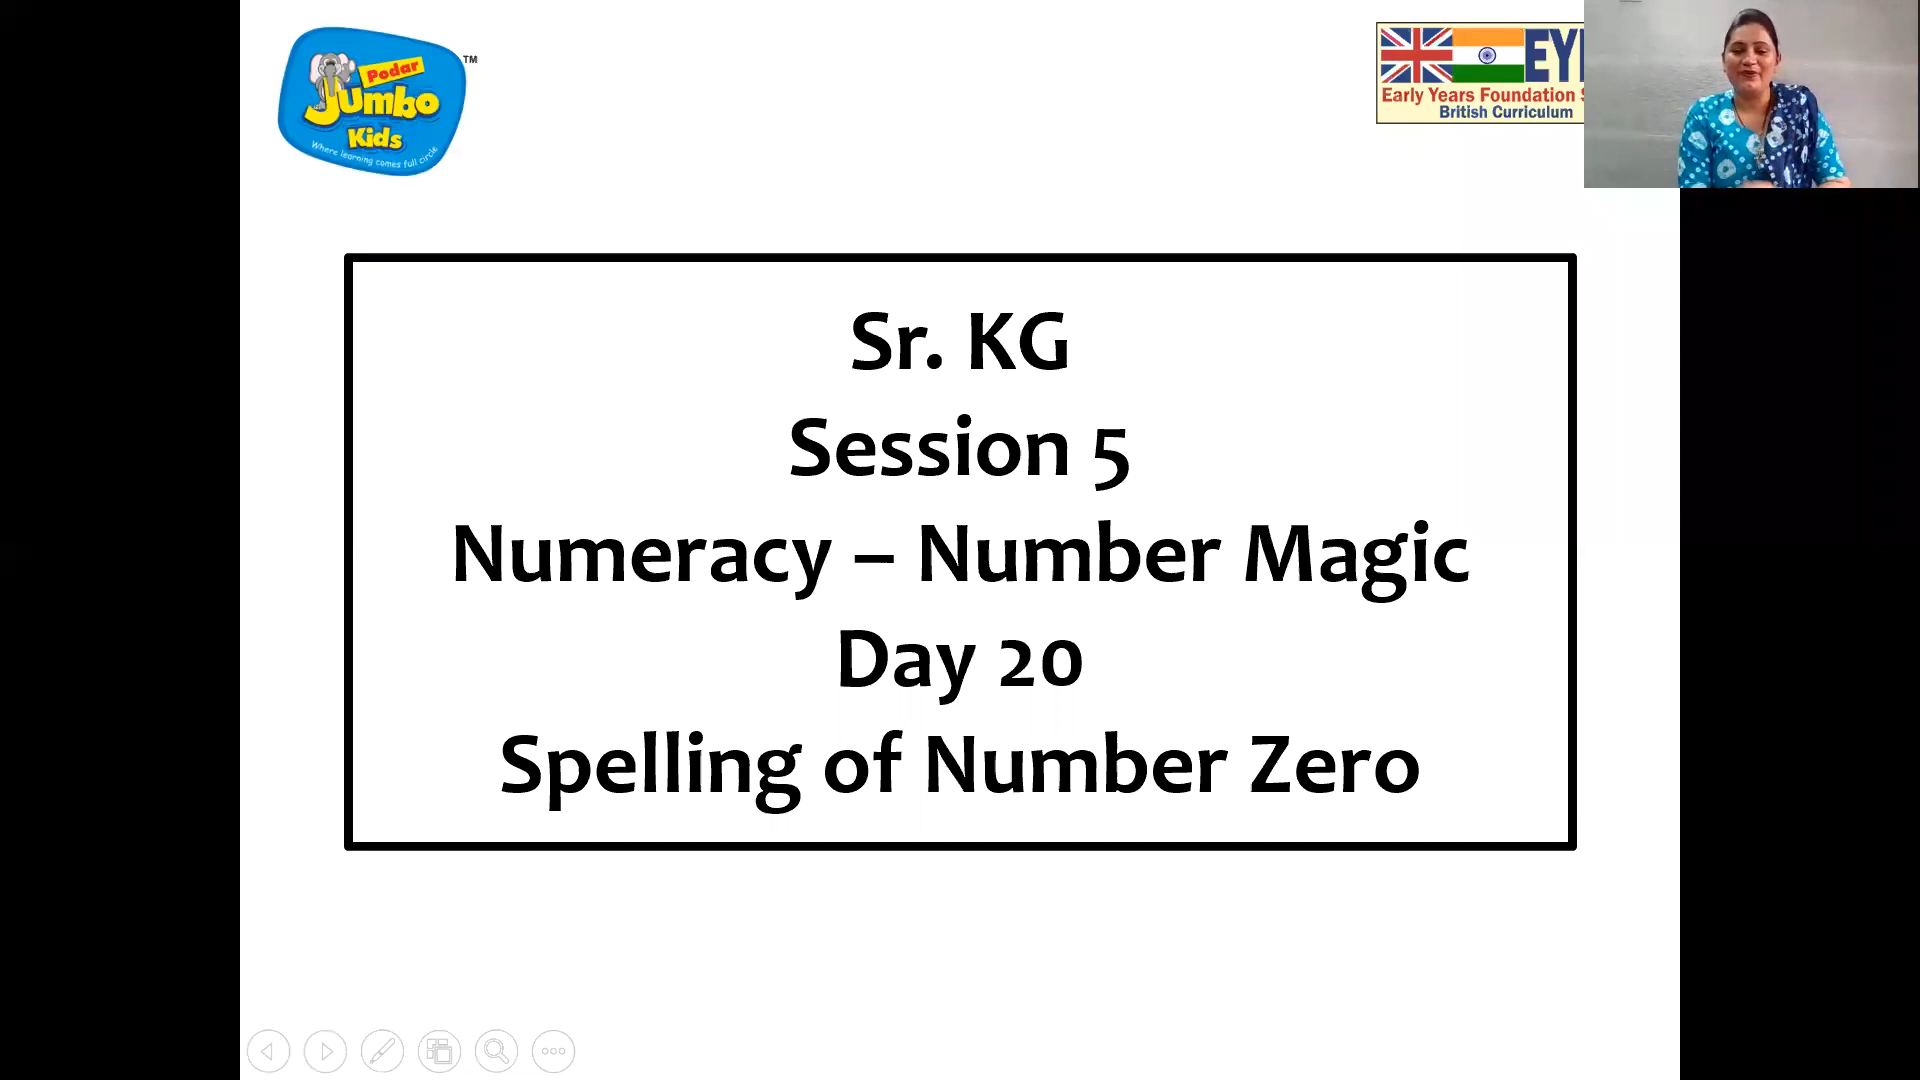 Podar
Jumbo
Kids
Where learning comes full circle
TM
Early Years Foundation
British Curriculum
Sr. KG
Session 5
Numeracy – Number Magic
Day 20
Spelling of Number Zero